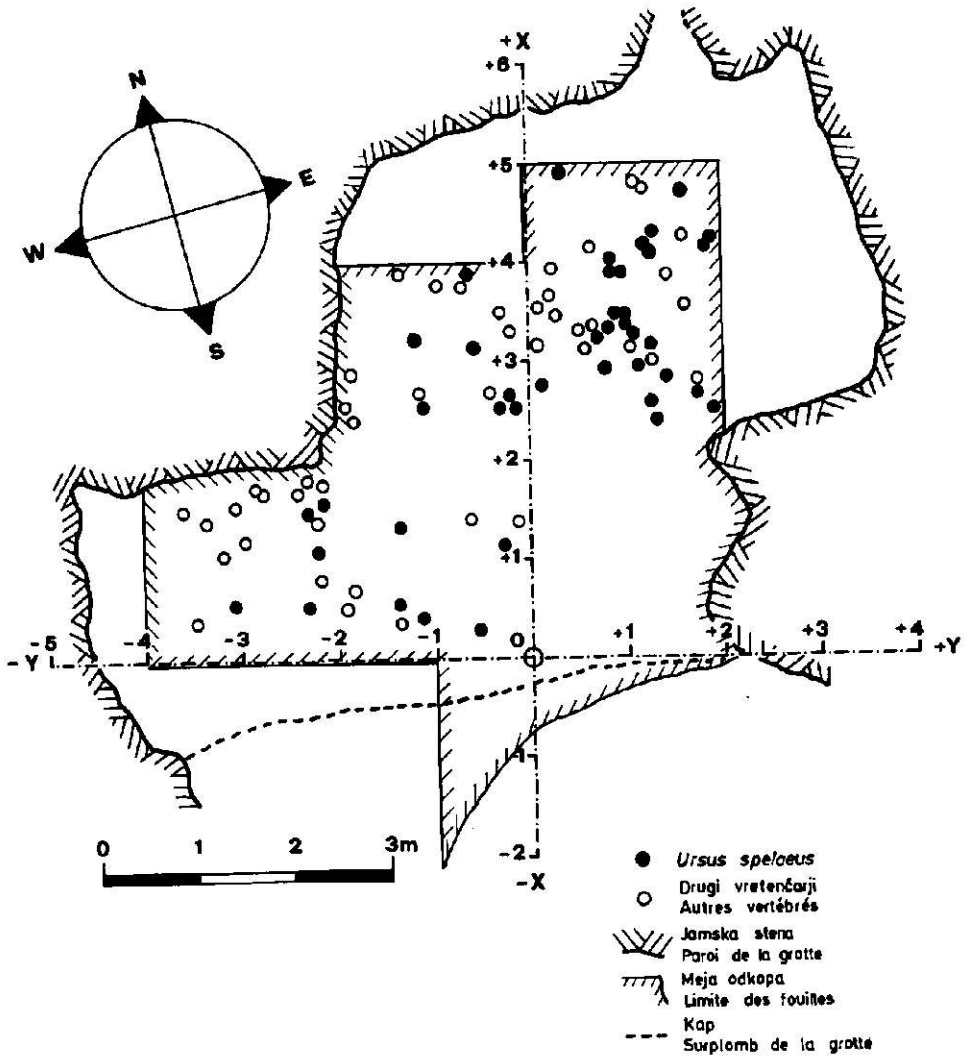 +X
+6
N
E
W
S
+5
+4
+3
+2
+1
-5
-4
-3
-2
-1
0
+1
+2
+3
+4
-Y
+Y
-1
-2
-X
0
1
2
3m
Ursus spelaeus
Drugi vretenčarji
Autres vertébrés
Jamska stena
Paroi de la grotte
Meja odkopa
Limite des fouilles
Kap
Surplomb de la grotte